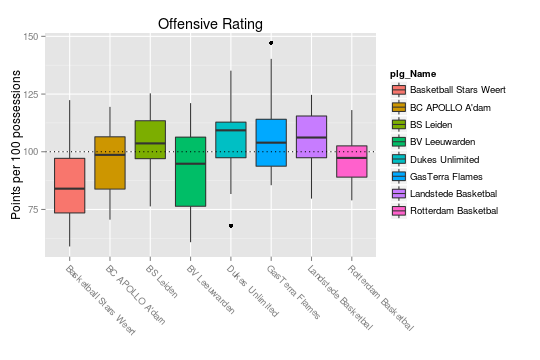 Offensive Rating
Points per 100 possessions
150
125
100
75
Basketball Stars Weert
BC APOLLO A'dam
BS Leiden
BV Leeuwarden
Dukes Unlimited
GasTerra Flames
Landstede Basketbal
Rotterdam Basketbal
plg_Name
Basketball Stars Weert
BC APOLLO A'dam
BS Leiden
BV Leeuwarden
Dukes Unlimited
GasTerra Flames
Landstede Basketbal
Rotterdam Basketbal